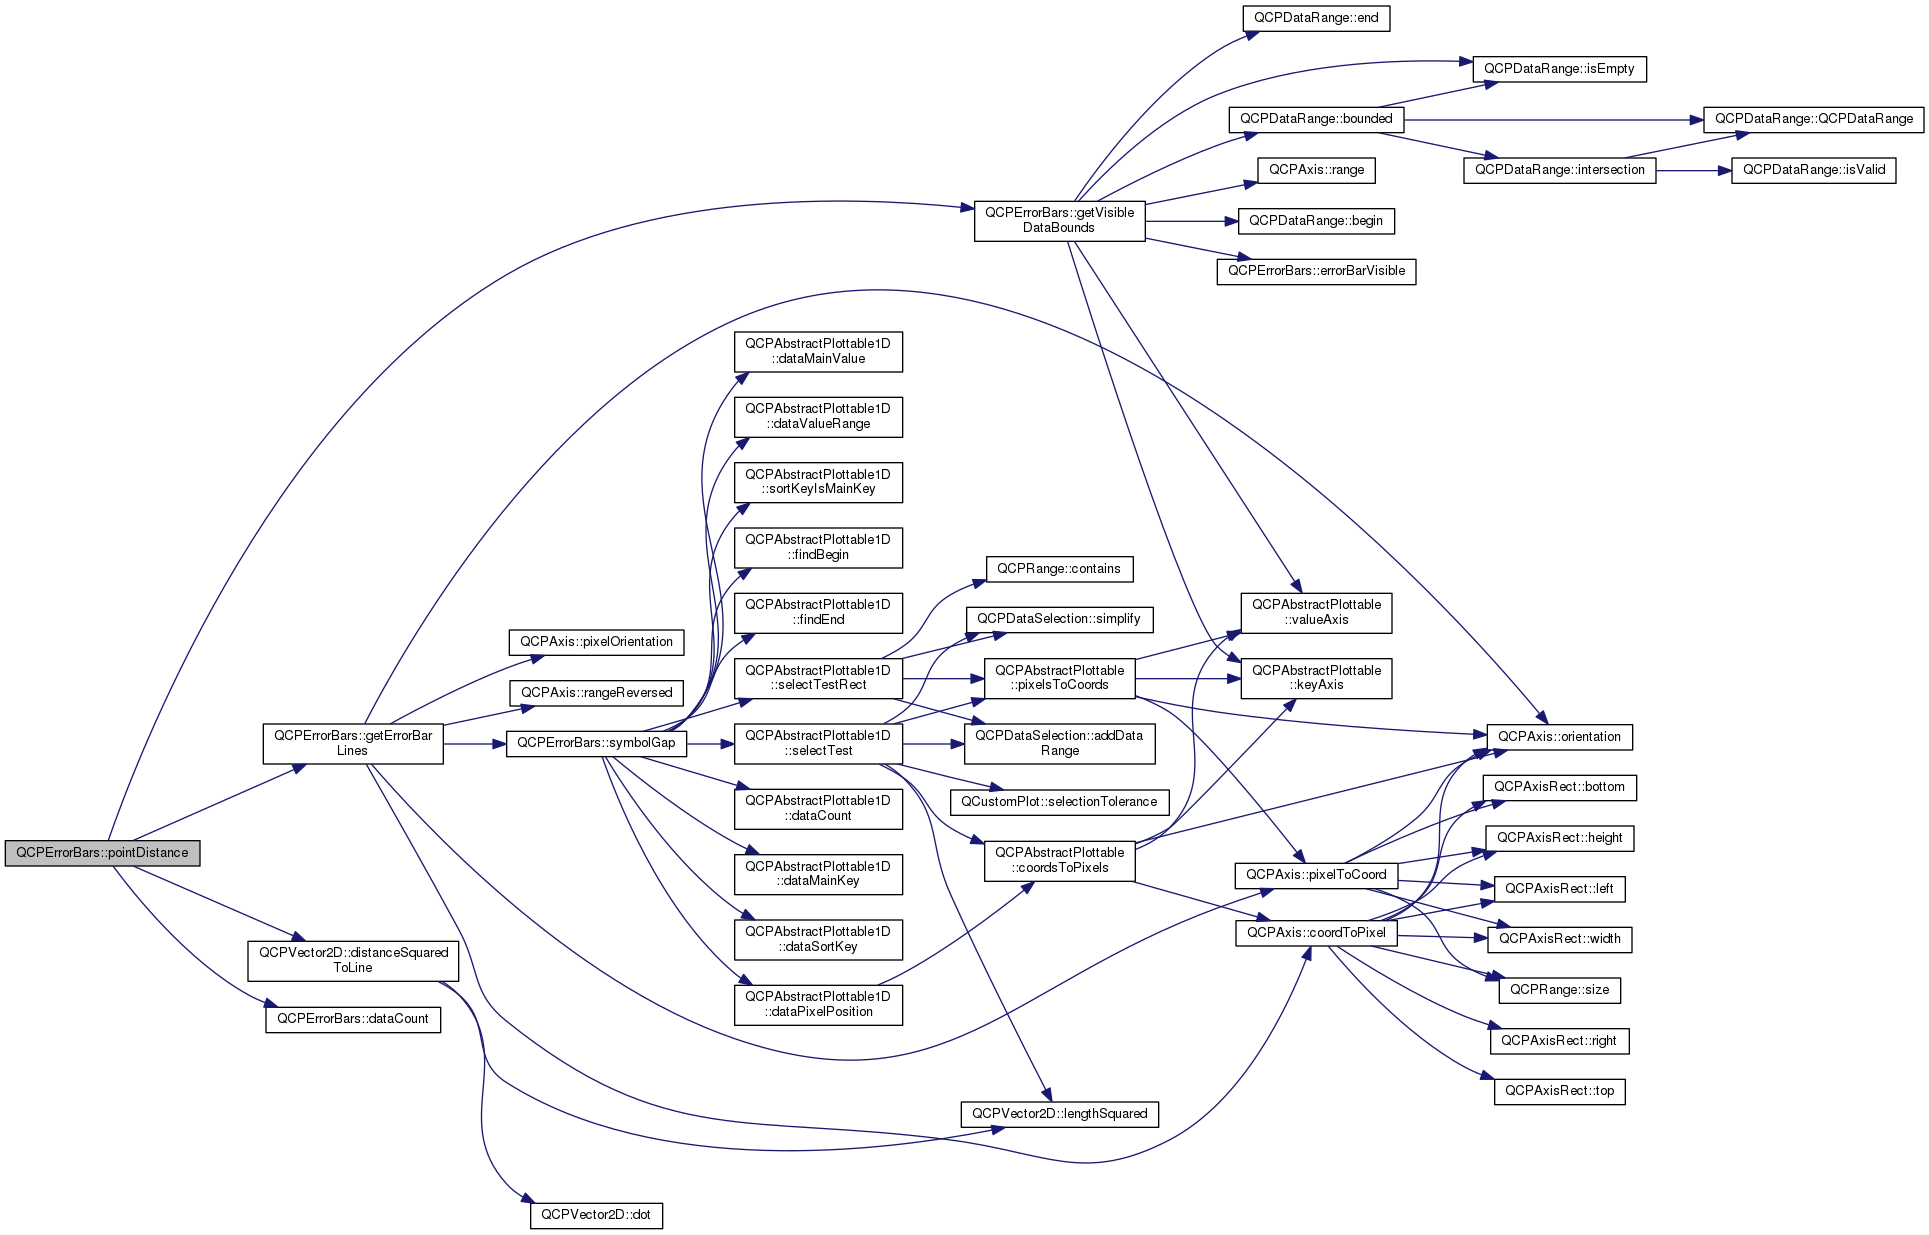 QCPErrorBars::pointDistance
QCPErrorBars::getErrorBar
Lines
QCPVector2D::distanceSquared
ToLine
QCPErrorBars::dataCount
QCPAxis::pixelOrientation
QCPAxis::rangeReversed
QCPErrorBars::symbolGap
QCPVector2D::dot
QCPAbstractPlottable1D
::dataMainValue
QCPAbstractPlottable1D
::dataValueRange
QCPAbstractPlottable1D
::sortKeyIsMainKey
QCPAbstractPlottable1D
::findBegin
QCPAbstractPlottable1D
::findEnd
QCPAbstractPlottable1D
::selectTestRect
QCPAbstractPlottable1D
::selectTest
QCPAbstractPlottable1D
::dataCount
QCPAbstractPlottable1D
::dataMainKey
QCPAbstractPlottable1D
::dataSortKey
QCPAbstractPlottable1D
::dataPixelPosition
QCPErrorBars::getVisible
DataBounds
QCPRange::contains
QCPDataSelection::simplify
QCPAbstractPlottable
::pixelsToCoords
QCPDataSelection::addData
Range
QCustomPlot::selectionTolerance
QCPAbstractPlottable
::coordsToPixels
QCPVector2D::lengthSquared
QCPDataRange::end
QCPDataRange::bounded
QCPAxis::range
QCPDataRange::begin
QCPErrorBars::errorBarVisible
QCPAbstractPlottable
::valueAxis
QCPAbstractPlottable
::keyAxis
QCPAxis::pixelToCoord
QCPAxis::coordToPixel
QCPDataRange::isEmpty
QCPDataRange::intersection
QCPAxis::orientation
QCPAxisRect::bottom
QCPAxisRect::height
QCPAxisRect::left
QCPAxisRect::width
QCPRange::size
QCPAxisRect::right
QCPAxisRect::top
QCPDataRange::QCPDataRange
QCPDataRange::isValid